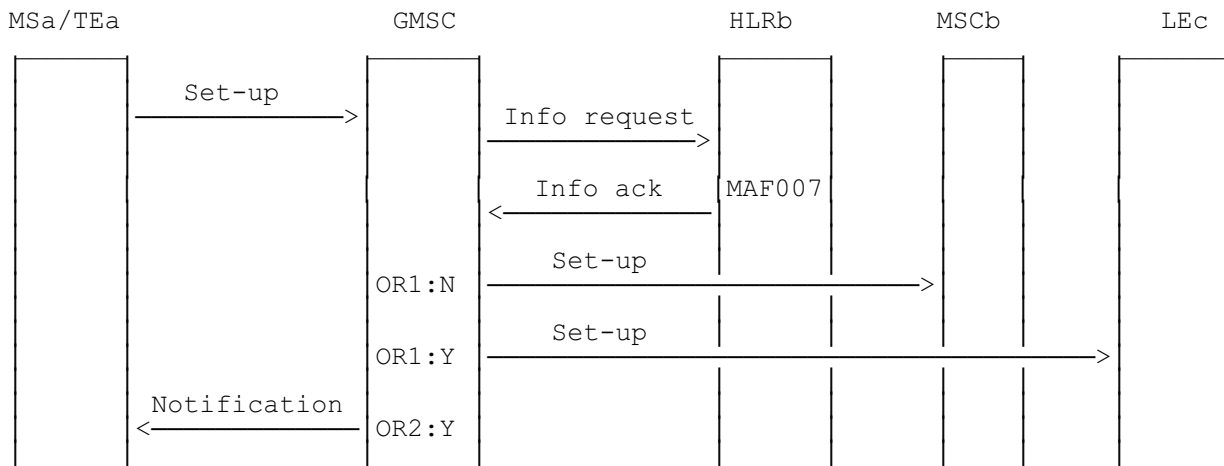 MSa/TEa GMSC HLRb MSCb LEc
Set-up
Info request
Info ack MAF007
Set-up
OR1:N
Set-up
OR1:Y
Notification
OR2:Y